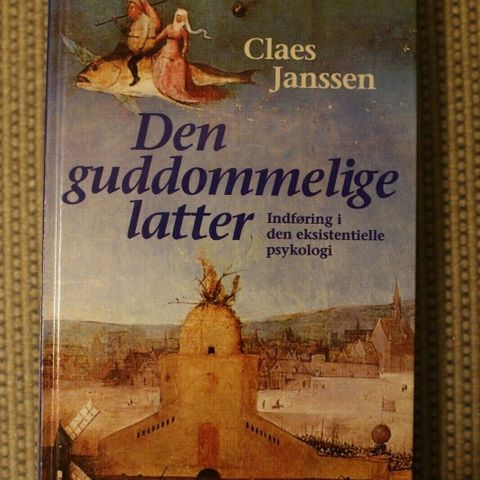 Claes
Janssen
Den
guddommelige
latter
Indføring i
den eksistentielle
psykologi